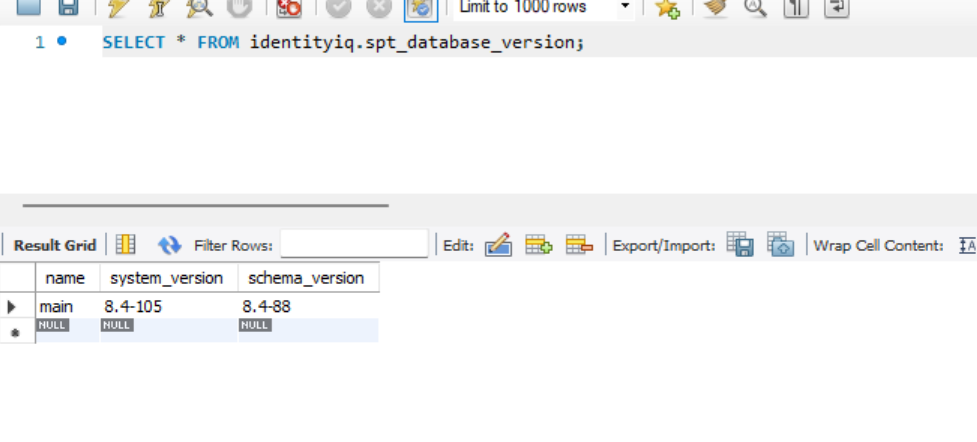 Limit to 1000 rows
1 SELECT * FROM identityiq.spt_database_version;
Result Grid Filter Rows: Edit: Export/Import: Wrap Cell Content: IA
name system_version schema_version
main 8.4-105 8.4-88
NULL NULL NULL